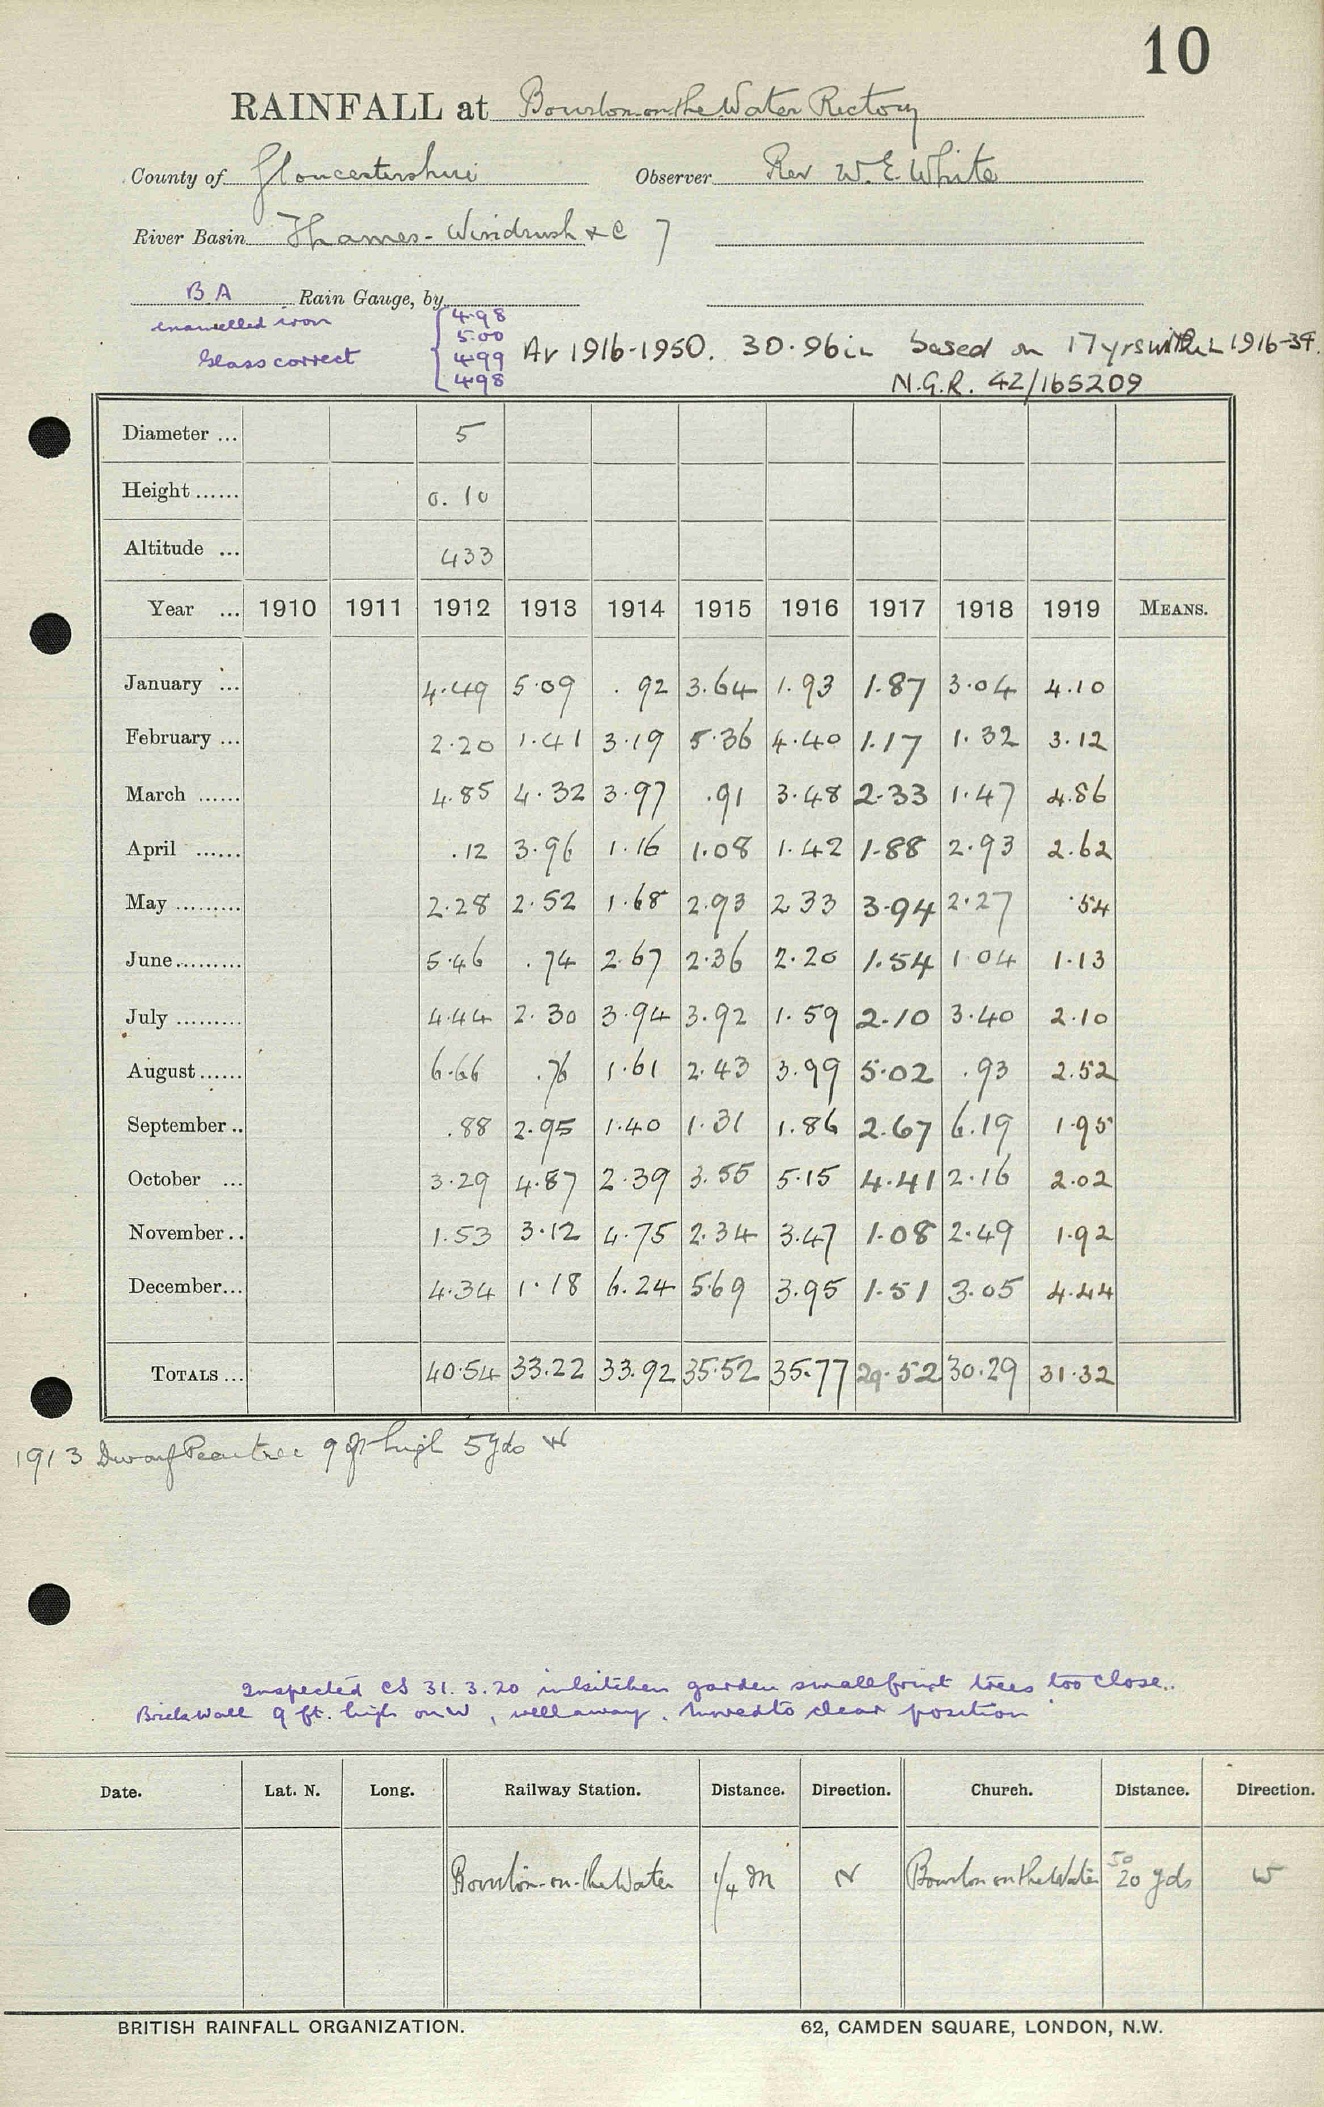 10
RAINFALL at Bourton-on-the-Water Rectory
County of Gloucestershire Observer Rev W. E. White
River Basin Thames - Windrush &c 7
B A Rain Gauge, by
enamelled iron
Glass correct
4.98
5.00
4.99
4.98
Av 1916-1950. 30.96 in based on 17 yrs 1916-34.
N.G.R. 42/165209
Diameter ... 5
Height ...... 0.10
Altitude ... 433
Year ... 1910 1911 1912 1913 1914 1915 1916 1917 1918 1919 MEANS.
January ... 4.49 5.09 .92 3.64 1.93 1.87 3.04 4.10
February ... 2.20 1.41 3.19 5.36 4.40 1.17 1.32 3.12
March ...... 4.85 4.32 3.97 .91 3.48 2.33 1.47 4.86
April ...... .12 3.96 1.16 1.08 1.42 1.88 2.93 2.62
May ......... 2.28 2.52 1.68 2.93 2.33 3.94 2.27 .54
June......... 5.46 .74 2.67 2.36 2.20 1.54 1.04 1.13
July ......... 4.44 2.30 3.94 3.92 1.59 2.10 3.40 2.10
August...... 6.66 .76 1.61 2.43 3.99 5.02 .93 2.52
September .. .88 2.95 1.40 1.31 1.86 2.67 6.19 1.95
October ... 3.29 4.87 2.39 3.55 5.15 4.41 2.16 2.02
November .. 1.53 3.12 4.75 2.34 3.47 1.08 2.49 1.92
December... 4.34 1.18 6.24 5.69 3.95 1.51 3.05 4.44
TOTALS ... 40.54 33.22 33.92 35.52 35.77 29.52 30.29 31.32
1913 Dwarf Pear tree 9 ft high 5 yds W
Inspected CS 31.3.20 in kitchen garden small fruit trees too close.
Brick wall 9 ft. high on W, well away. Moved to clear position
Date. Lat. N. Long. Railway Station. Distance. Direction. Church. Distance. Direction.
50
Bourton-on-the-Water 1/4 M N Bourton on the Water 20 yds W
BRITISH RAINFALL ORGANIZATION. 62, CAMDEN SQUARE, LONDON, N.W.